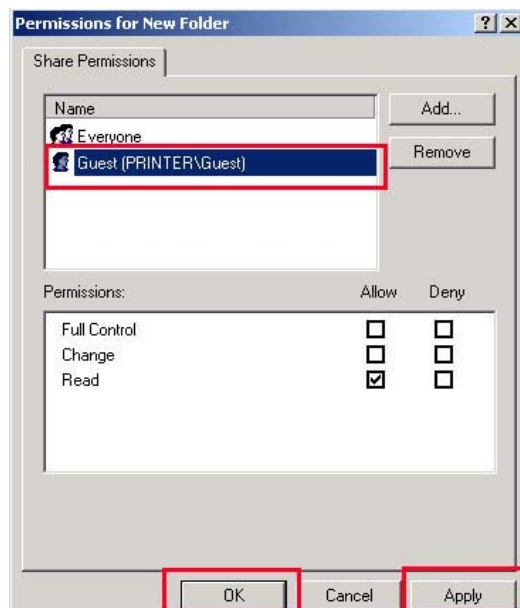 Permissions for New Folder
Share Permissions
Name
Add...
Everyone
Guest (PRINTER\Guest)
Remove
Permissions: Allow Deny
Full Control
Change
Read
OK Cancel Apply